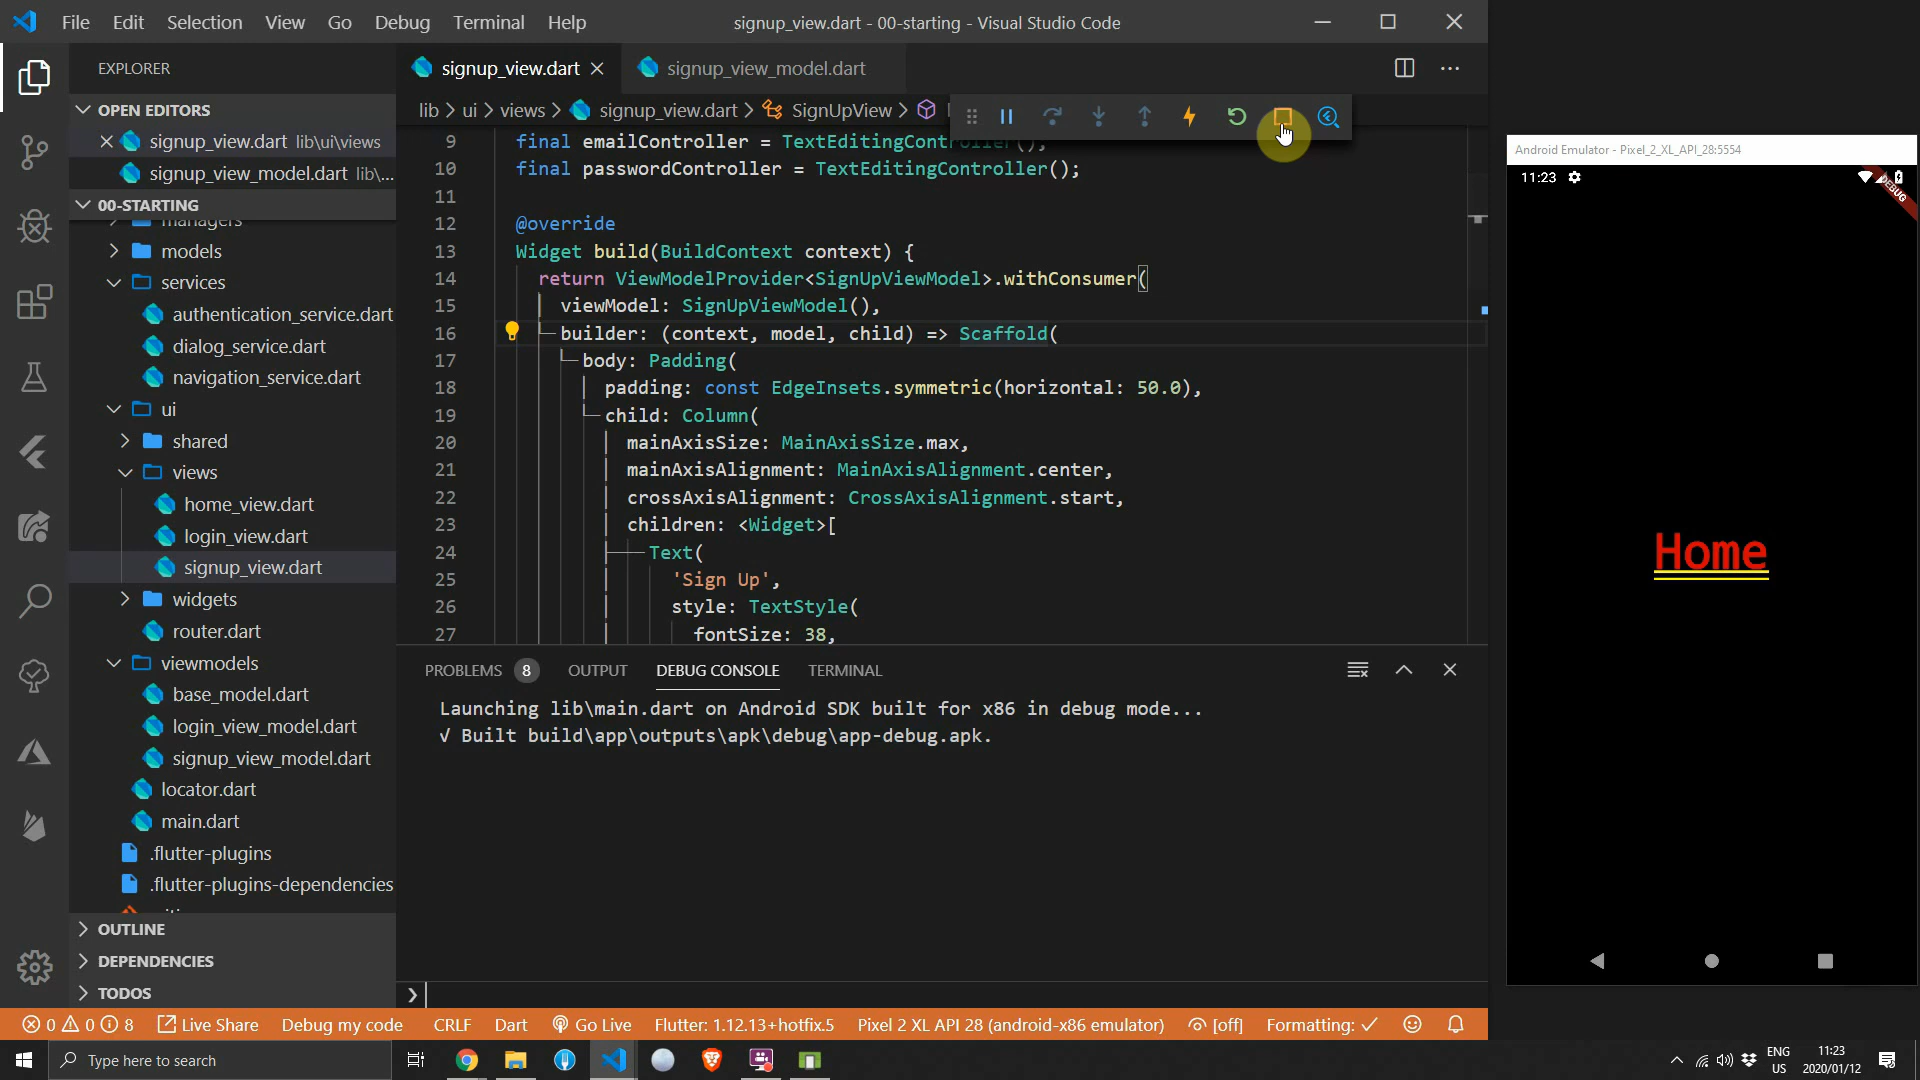 File Edit Selection View Go Debug Terminal Help
signup_view.dart - 00-starting - Visual Studio Code
EXPLORER
OPEN EDITORS
signup_view.dart lib\ui\views
signup_view_model.dart lib\...
00-STARTING
managers
models
services
authentication_service.dart
dialog_service.dart
navigation_service.dart
ui
shared
views
home_view.dart
login_view.dart
signup_view.dart
widgets
router.dart
viewmodels
base_model.dart
login_view_model.dart
signup_view_model.dart
locator.dart
main.dart
.flutter-plugins
.flutter-plugins-dependencies
OUTLINE
DEPENDENCIES
TODOS
signup_view.dart
signup_view_model.dart
lib > ui > views > signup_view.dart > SignUpView >
9 final emailController = TextEditingController();
10 final passwordController = TextEditingController();
11
12 @override
13 Widget build(BuildContext context) {
14 return ViewModelProvider<SignUpViewModel>.withConsumer(
15 viewModel: SignUpViewModel(),
16 builder: (context, model, child) => Scaffold(
17 body: Padding(
18 padding: const EdgeInsets.symmetric(horizontal: 50.0),
19 child: Column(
20 mainAxisSize: MainAxisSize.max,
21 mainAxisAlignment: MainAxisAlignment.center,
22 crossAxisAlignment: CrossAxisAlignment.start,
23 children: <Widget>[
24 Text(
25 'Sign Up',
26 style: TextStyle(
27 fontSize: 38,
PROBLEMS 8 OUTPUT DEBUG CONSOLE TERMINAL
Launching lib\main.dart on Android SDK built for x86 in debug mode...
√ Built build\app\outputs\apk\debug\app-debug.apk.
Android Emulator - Pixel_2_XL_API_28:5554
11:23
DEBUG
Home
0 0 8 Live Share Debug my code CRLF Dart Go Live Flutter: 1.12.13+hotfix.5 Pixel 2 XL API 28 (android-x86 emulator) [off] Formatting: ✓
Type here to search
ENG
US
11:23
2020/01/12